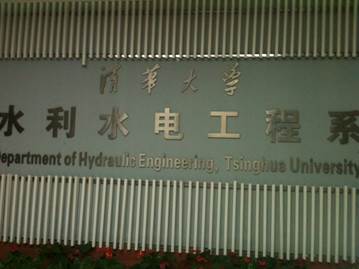 清华大学
水利水电工程系
Department of Hydraulic Engineering, Tsinghua University